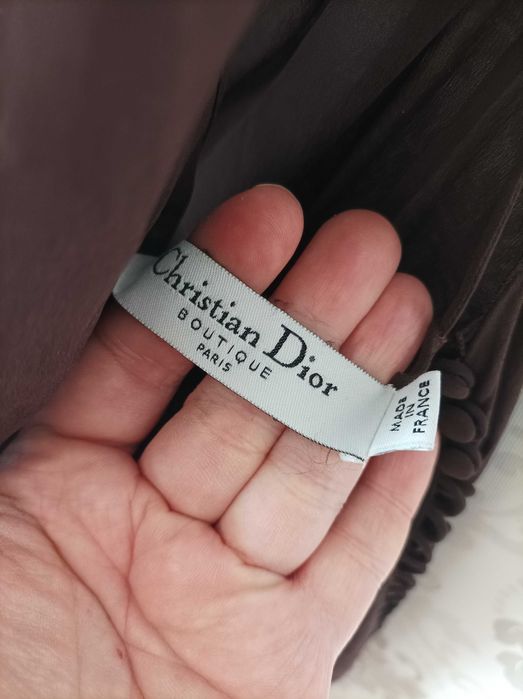 Christian Dior
BOUTIQUE
PARIS
MADE
IN
FRANCE